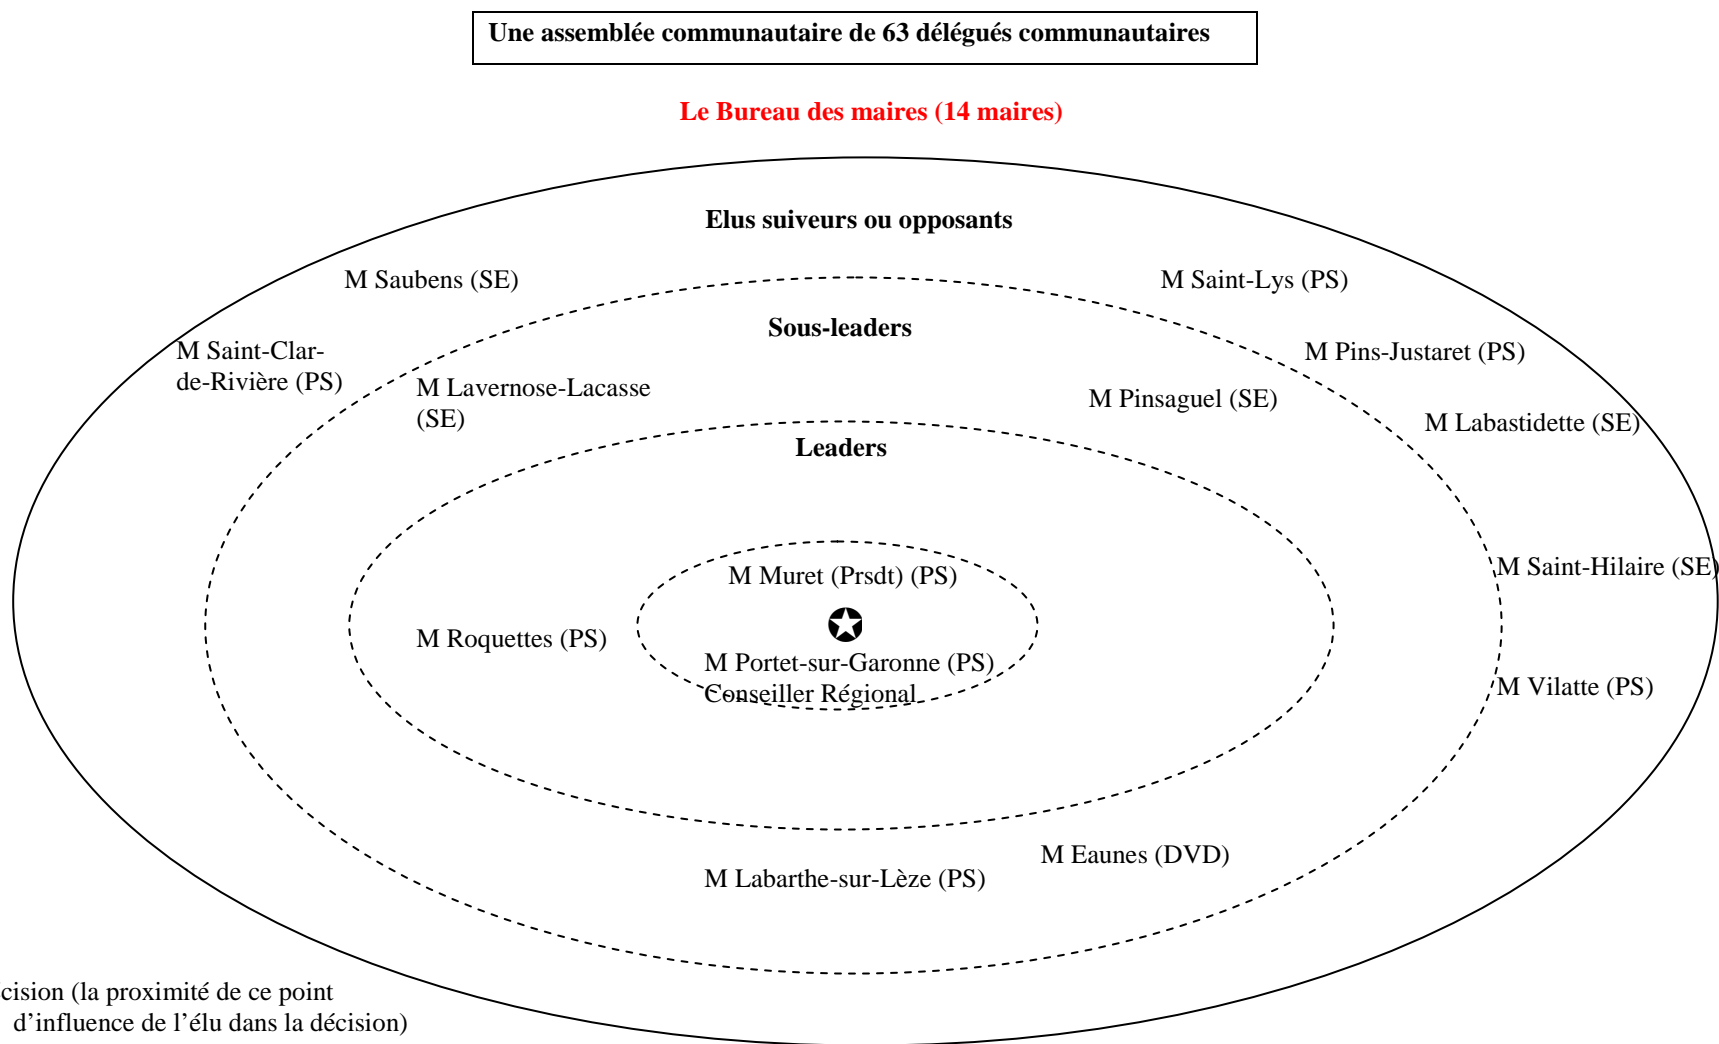 Une assemblée communautaire de 63 délégués communautaires
Le Bureau des maires (14 maires)
Elus suiveurs ou opposants
M Saubens (SE)
M Saint-Lys (PS)
Sous-leaders
M Saint-Clar-
de-Rivière (PS)
M Pins-Justaret (PS)
M Lavernose-Lacasse
(SE)
M Pinsaguel (SE)
M Labastidette (SE)
Leaders
M Muret (Prsdt) (PS)
M Saint-Hilaire (SE)
M Roquettes (PS)
M Portet-sur-Garonne (PS)
Conseiller Régional
M Vilatte (PS)
M Eaunes (DVD)
M Labarthe-sur-Lèze (PS)
cision (la proximité de ce point
d’influence de l’élu dans la décision)